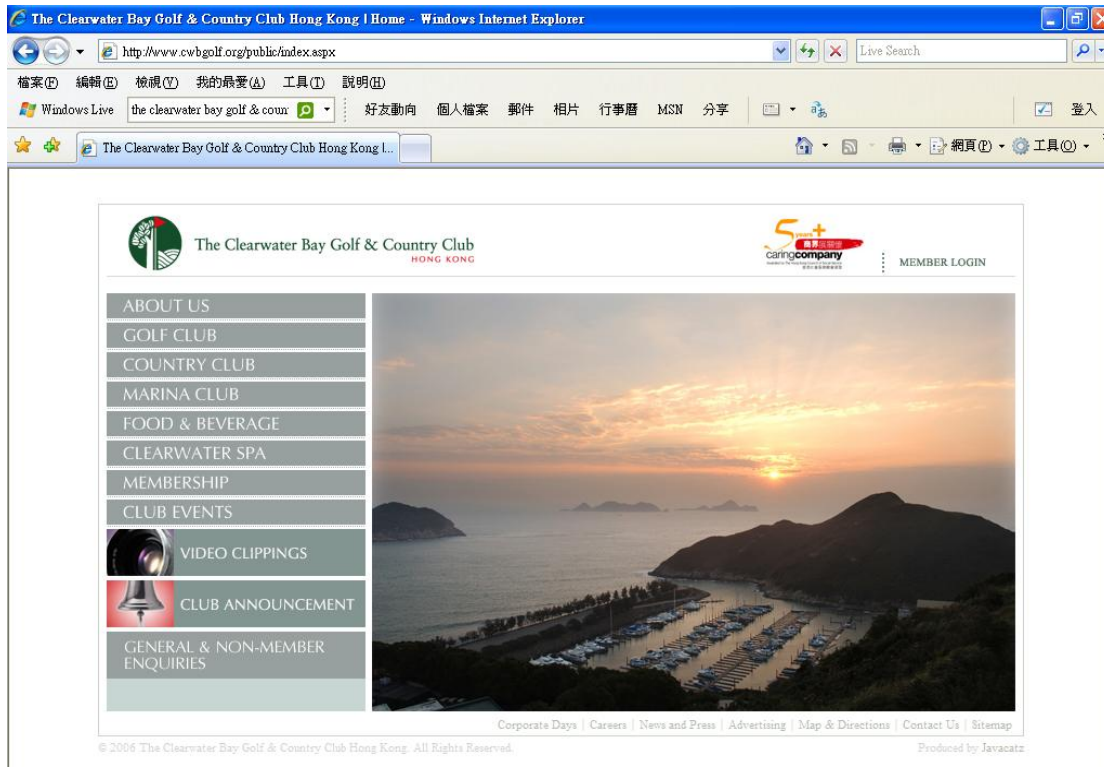 The Clearwater Bay Golf & Country Club Hong Kong | Home - Windows Internet Explorer
http://www.cwbgolf.org/public/index.aspx
Live Search
檔案(F) 編輯(E) 檢視(V) 我的最愛(A) 工具(T) 說明(H)
Windows Live the clearwater bay golf & coun 好友動向 個人檔案 郵件 相片 行事曆 MSN 分享 登入
The Clearwater Bay Golf & Country Club Hong Kong |... 網頁(P) 工具(O)
The Clearwater Bay Golf & Country Club
HONG KONG
5 years +
商界展關懷
caringcompany
MEMBER LOGIN
ABOUT US
GOLF CLUB
COUNTRY CLUB
MARINA CLUB
FOOD & BEVERAGE
CLEARWATER SPA
MEMBERSHIP
CLUB EVENTS
VIDEO CLIPPINGS
CLUB ANNOUNCEMENT
GENERAL & NON-MEMBER
ENQUIRIES
Corporate Days | Careers | News and Press | Advertising | Map & Directions | Contact Us | Sitemap
© 2006 The Clearwater Bay Golf & Country Club Hong Kong. All Rights Reserved. Produced by Javacatz